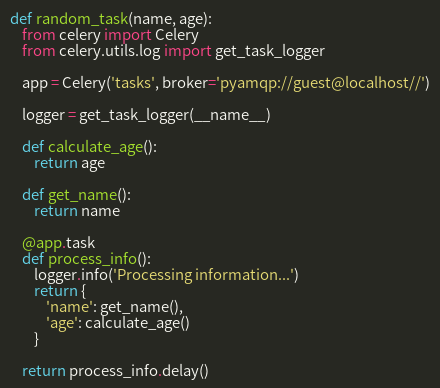 def random_task(name, age):
    from celery import Celery
    from celery.utils.log import get_task_logger

    app = Celery('tasks', broker='pyamqp://guest@localhost//')

    logger = get_task_logger(__name__)

    def calculate_age():
        return age

    def get_name():
        return name

    @app.task
    def process_info():
        logger.info('Processing information...')
        return {
            'name': get_name(),
            'age': calculate_age()
        }

    return process_info.delay()